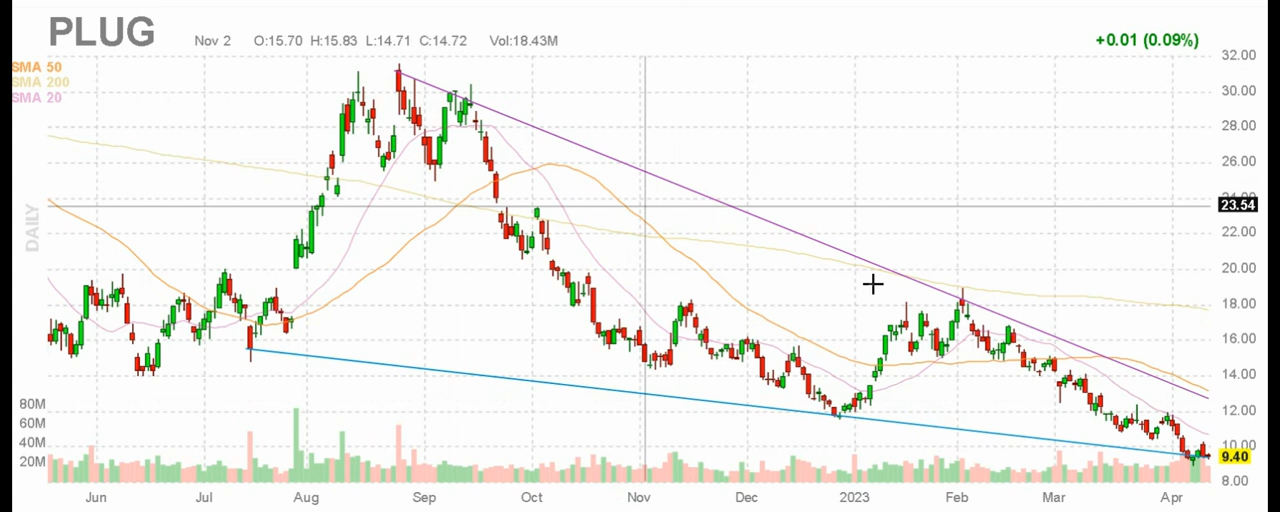 PLUG Nov 2 O:15.70 H:15.83 L:14.71 C:14.72 Vol:18.43M +0.01 (0.09%)
SMA 50
SMA 200
SMA 20
DAILY
32.00
30.00
28.00
26.00
24.00
23.54
22.00
20.00
18.00
16.00
14.00
12.00
10.00
9.40
8.00
80M
60M
40M
20M
Jun Jul Aug Sep Oct Nov Dec 2023 Feb Mar Apr